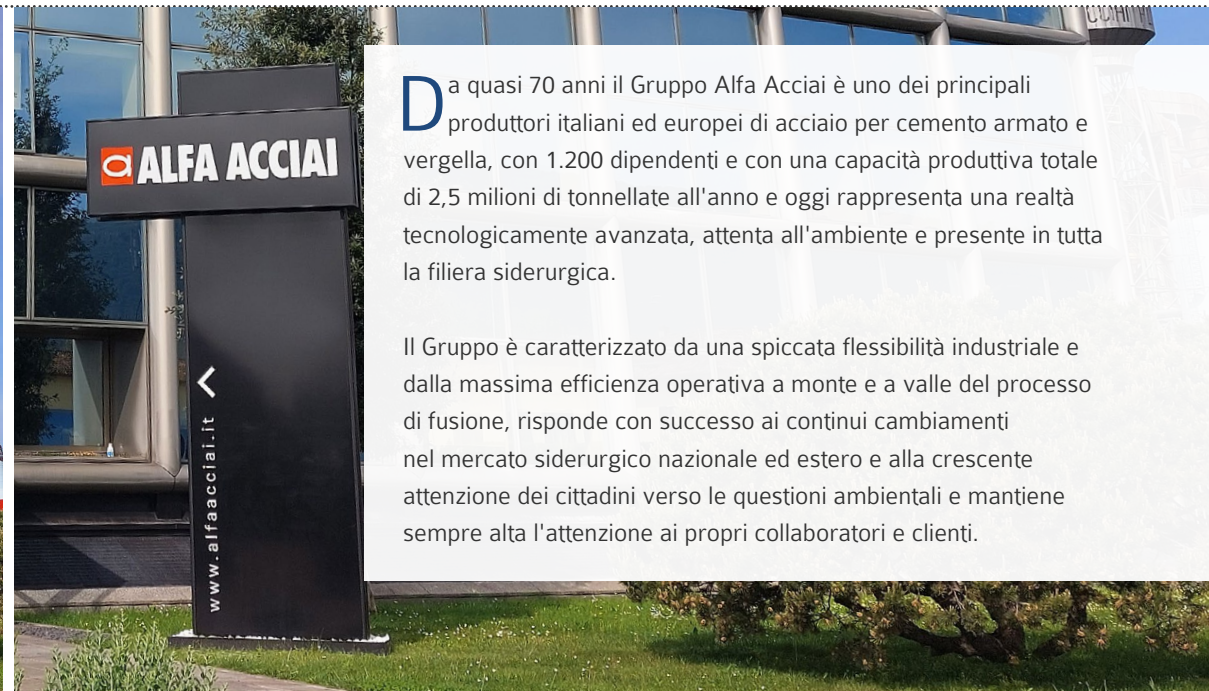 ALFA ACCIAI
www.alfaacciai.it
Da quasi 70 anni il Gruppo Alfa Acciai è uno dei principali
produttori italiani ed europei di acciaio per cemento armato e
vergella, con 1.200 dipendenti e con una capacità produttiva totale
di 2,5 milioni di tonnellate all'anno e oggi rappresenta una realtà
tecnologicamente avanzata, attenta all'ambiente e presente in tutta
la filiera siderurgica.
Il Gruppo è caratterizzato da una spiccata flessibilità industriale e
dalla massima efficienza operativa a monte e a valle del processo
di fusione, risponde con successo ai continui cambiamenti
nel mercato siderurgico nazionale ed estero e alla crescente
attenzione dei cittadini verso le questioni ambientali e mantiene
sempre alta l'attenzione ai propri collaboratori e clienti.